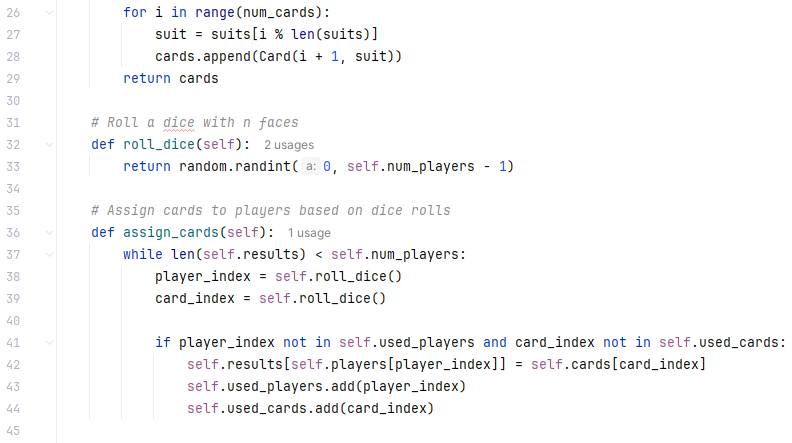 26 for i in range(num_cards):
27 suit = suits[i % len(suits)]
28 cards.append(Card(i + 1, suit))
29 return cards
30
31 # Roll a dice with n faces
32 def roll_dice(self): 2 usages
33 return random.randint( a: 0, self.num_players - 1)
34
35 # Assign cards to players based on dice rolls
36 def assign_cards(self): 1 usage
37 while len(self.results) < self.num_players:
38 player_index = self.roll_dice()
39 card_index = self.roll_dice()
40
41 if player_index not in self.used_players and card_index not in self.used_cards:
42 self.results[self.players[player_index]] = self.cards[card_index]
43 self.used_players.add(player_index)
44 self.used_cards.add(card_index)
45